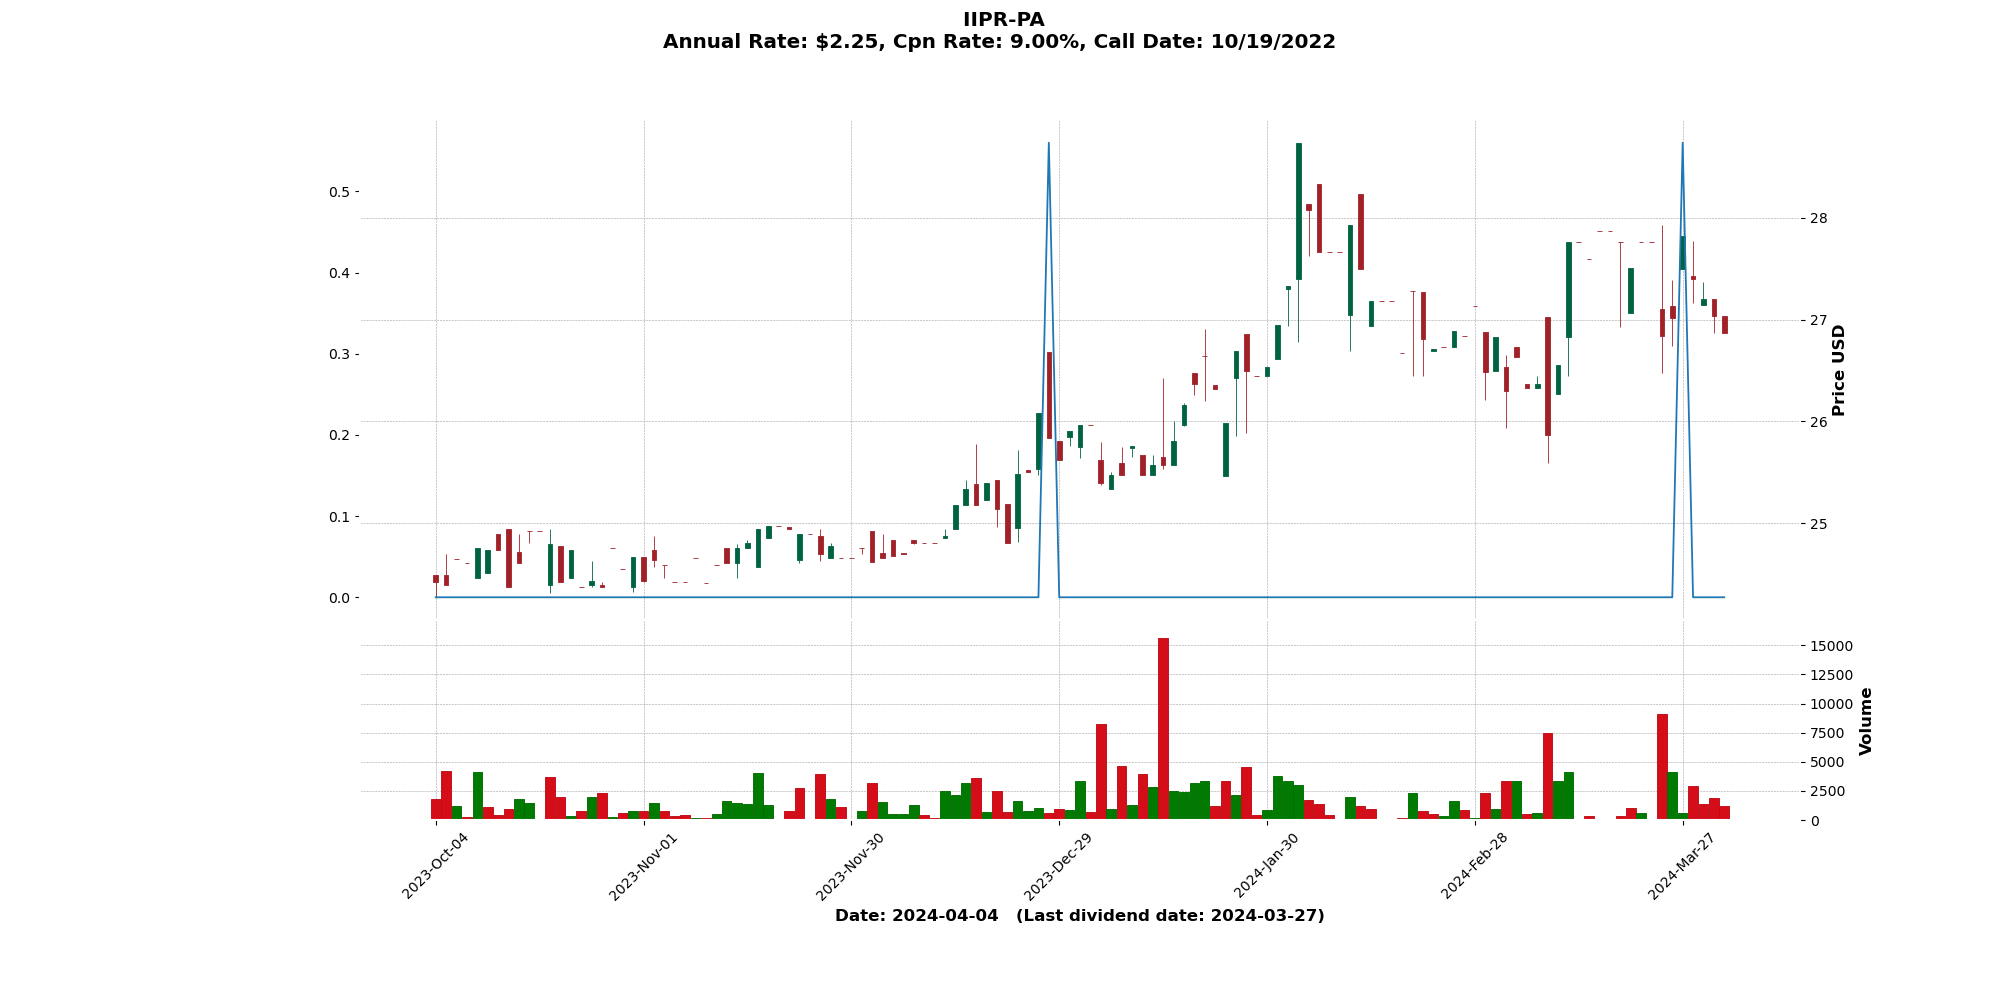 IIPR-PA
Annual Rate: $2.25, Cpn Rate: 9.00%, Call Date: 10/19/2022
0.5
0.4
0.3
0.2
0.1
0.0
28
27
26
25
Price USD
15000
12500
10000
7500
5000
2500
0
Volume
2023-Oct-04
2023-Nov-01
2023-Nov-30
2023-Dec-29
2024-Jan-30
2024-Feb-28
2024-Mar-27
Date: 2024-04-04   (Last dividend date: 2024-03-27)